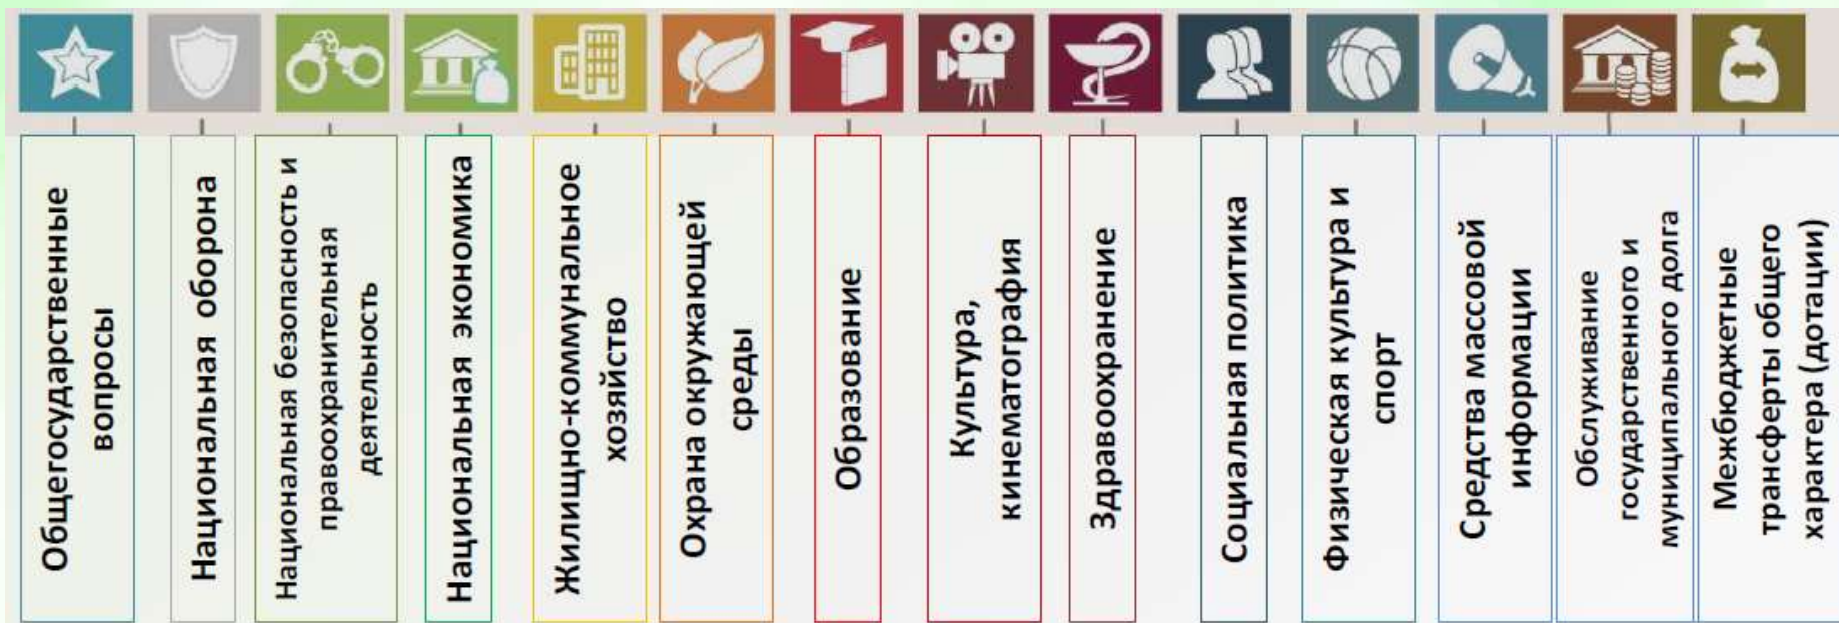 Общегосударственные
вопросы
Национальная оборона
Национальная безопасность и
правоохранительная
деятельность
Национальная экономика
Жилищно-коммунальное
хозяйство
Охрана окружающей
среды
Образование
Культура,
кинематография
Здравоохранение
Социальная политика
Физическая культура и
спорт
Средства массовой
информации
Обслуживание
государственного и
муниципального долга
Межбюджетные
трансферты общего
характера (дотации)